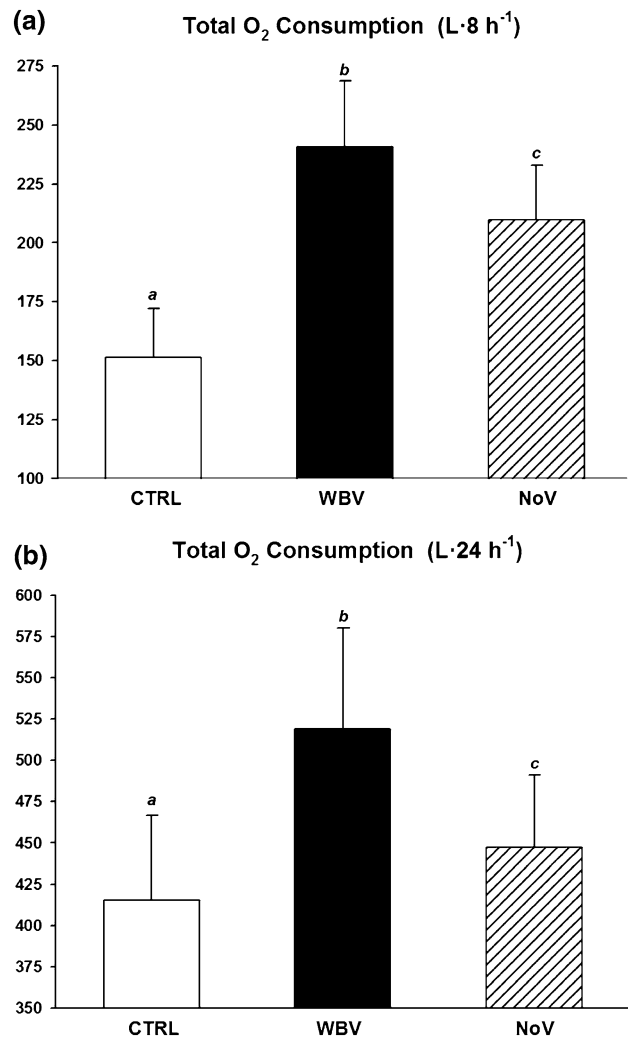 (a)
Total O₂ Consumption (L·8 h⁻¹)
275
250
225
200
175
150
125
100
a
b
c
CTRL WBV NoV
(b)
Total O₂ Consumption (L·24 h⁻¹)
600
575
550
525
500
475
450
425
400
375
350
a
b
c
CTRL WBV NoV